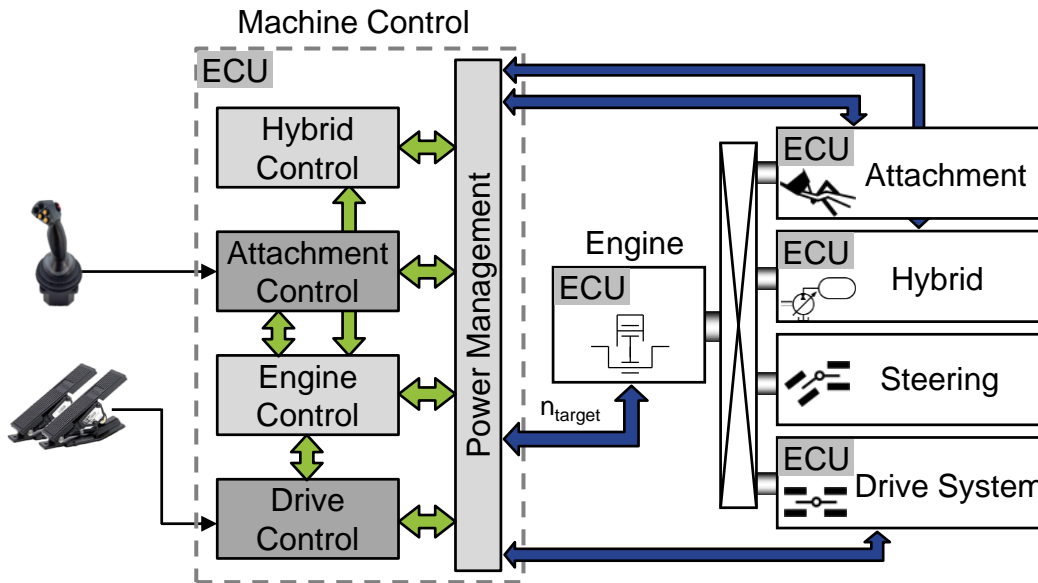 Machine Control
ECU
Hybrid
Control
Attachment
Control
Engine
Control
Drive
Control
Power Management
Engine
ECU
n_target
ECU
Attachment
ECU
Hybrid
Steering
ECU
Drive System